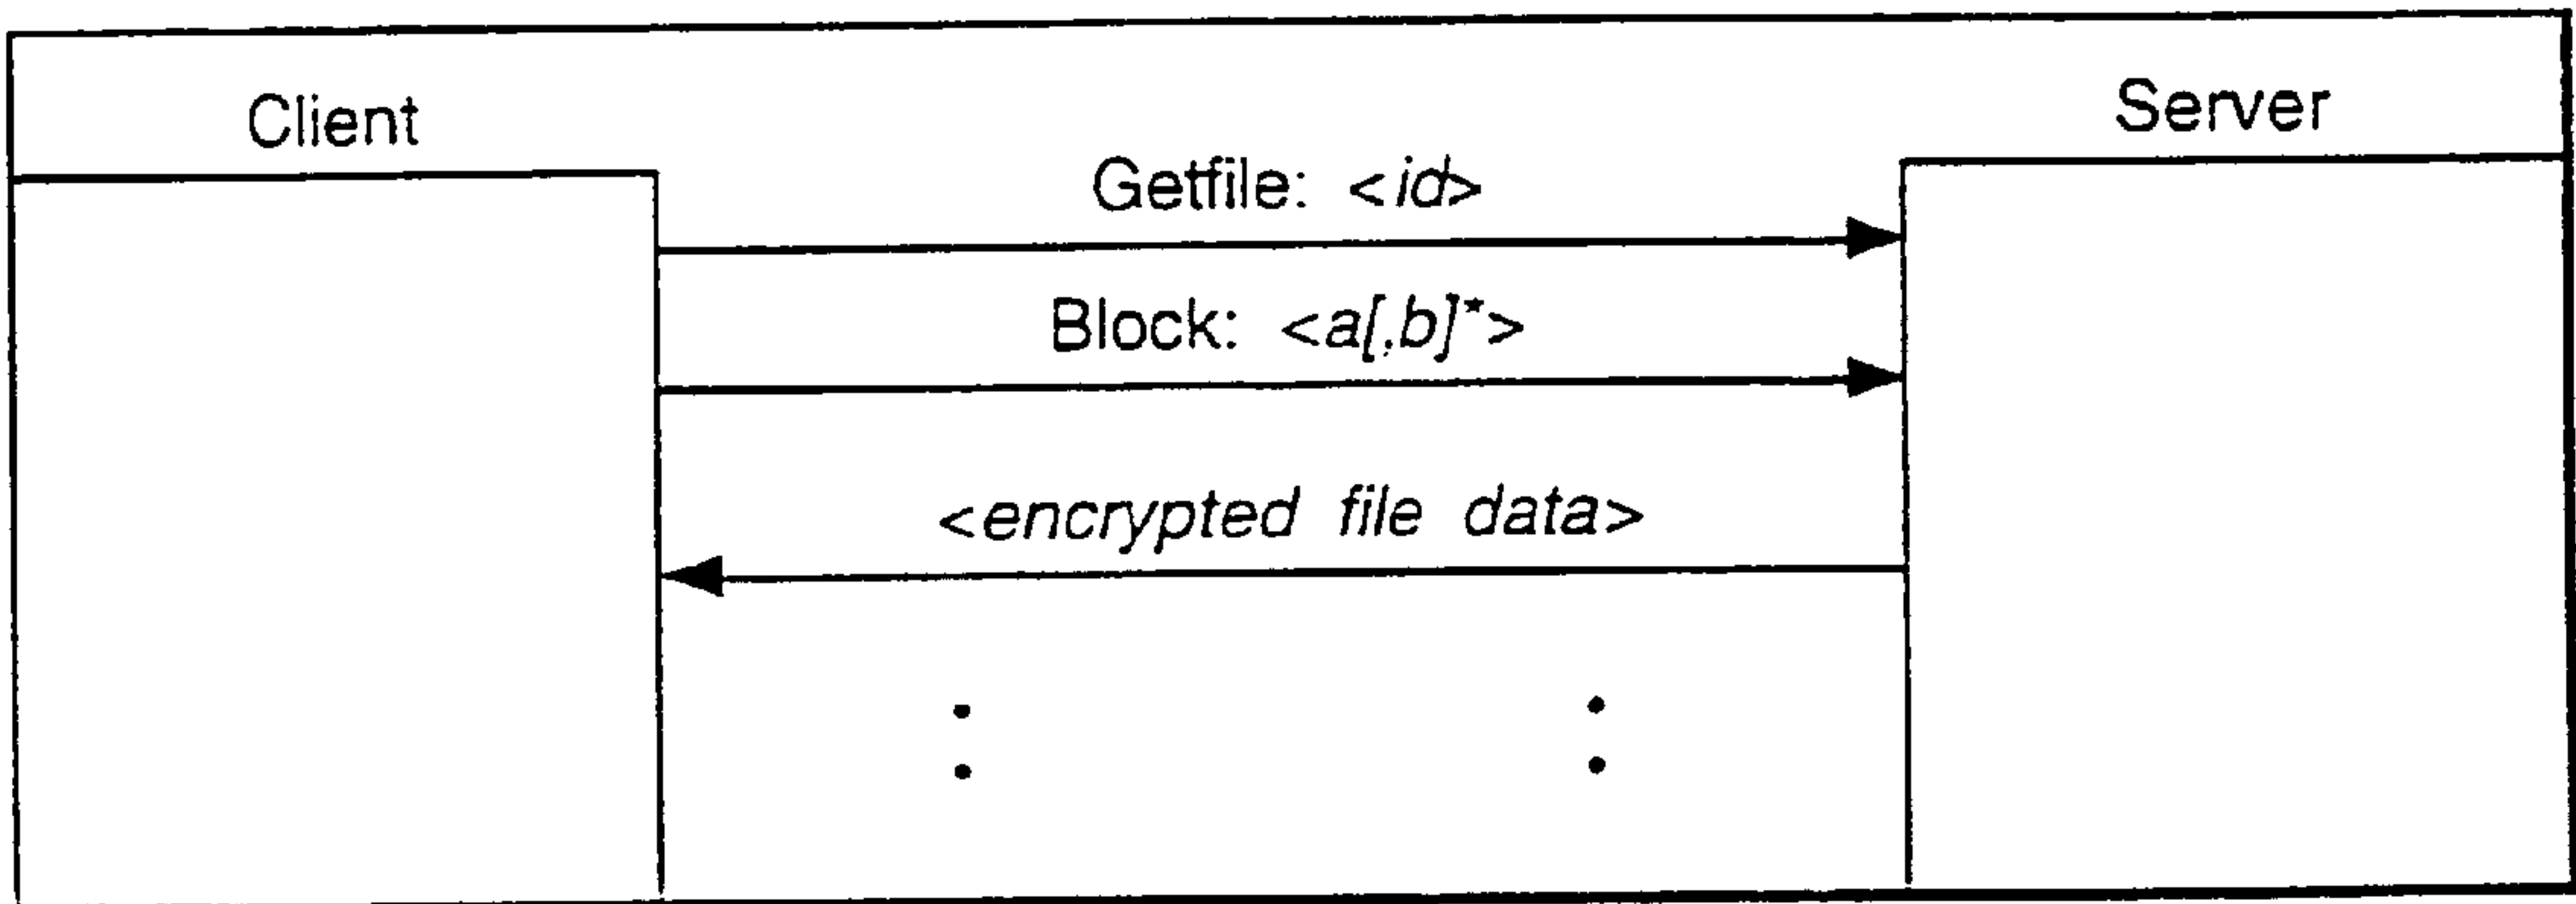 Client
Server
Getfile: <id>
Block: <a[,b]*>
<encrypted file data>